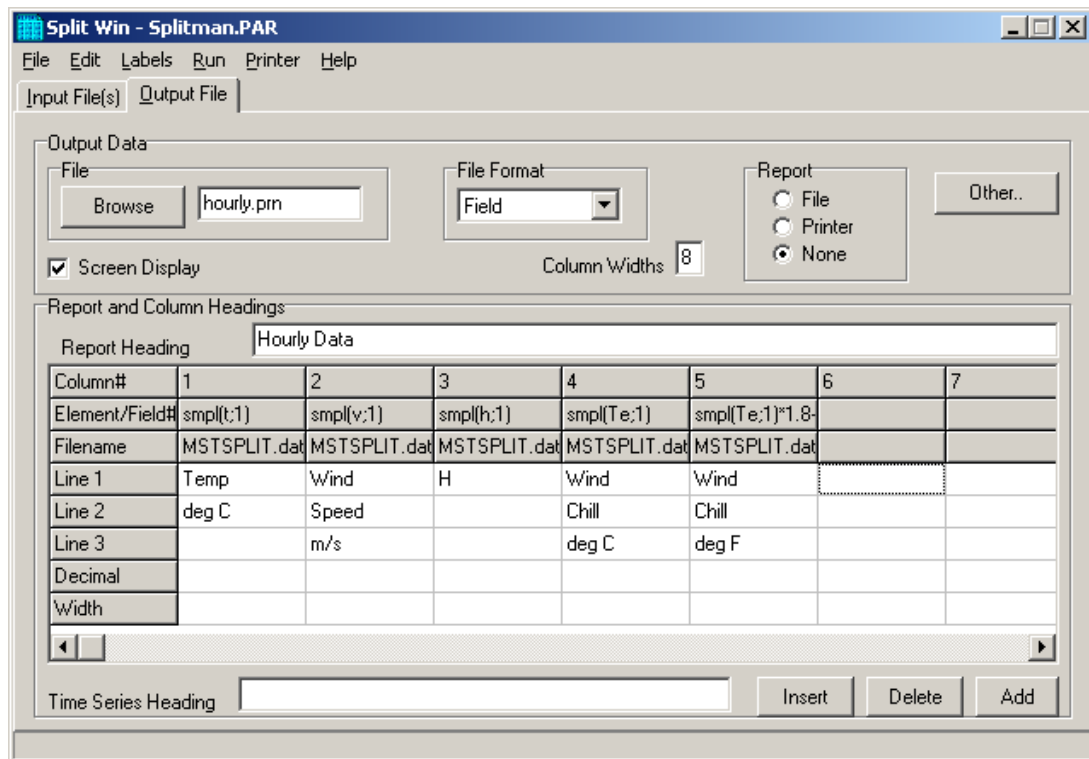 Split Win - Splitman.PAR
File Edit Labels Run Printer Help
Input File(s) Output File
Output Data
File File Format Report
Browse hourly.prn Field File Other..
Printer
None
Screen Display Column Widths 8
Report and Column Headings
Report Heading Hourly Data
Column# 1 2 3 4 5 6 7
Element/Field# smpl(t;1) smpl(v;1) smpl(h;1) smpl(Te;1) smpl(Te;1)*1.8-
Filename MSTSPLIT.dat MSTSPLIT.dat MSTSPLIT.dat MSTSPLIT.dat MSTSPLIT.dat
Line 1 Temp Wind H Wind Wind
Line 2 deg C Speed Chill Chill
Line 3 m/s deg C deg F
Decimal
Width
Time Series Heading Insert Delete Add